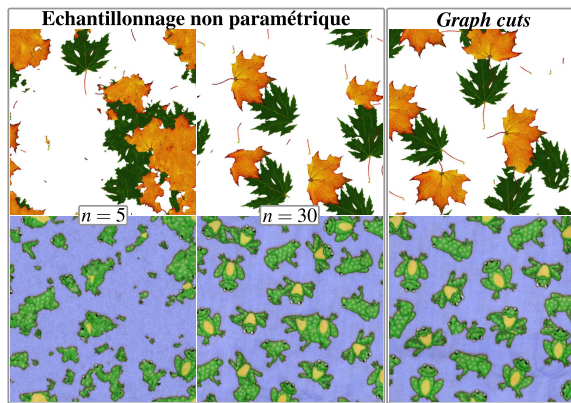 Echantillonnage non paramétrique
Graph cuts
n = 5
n = 30